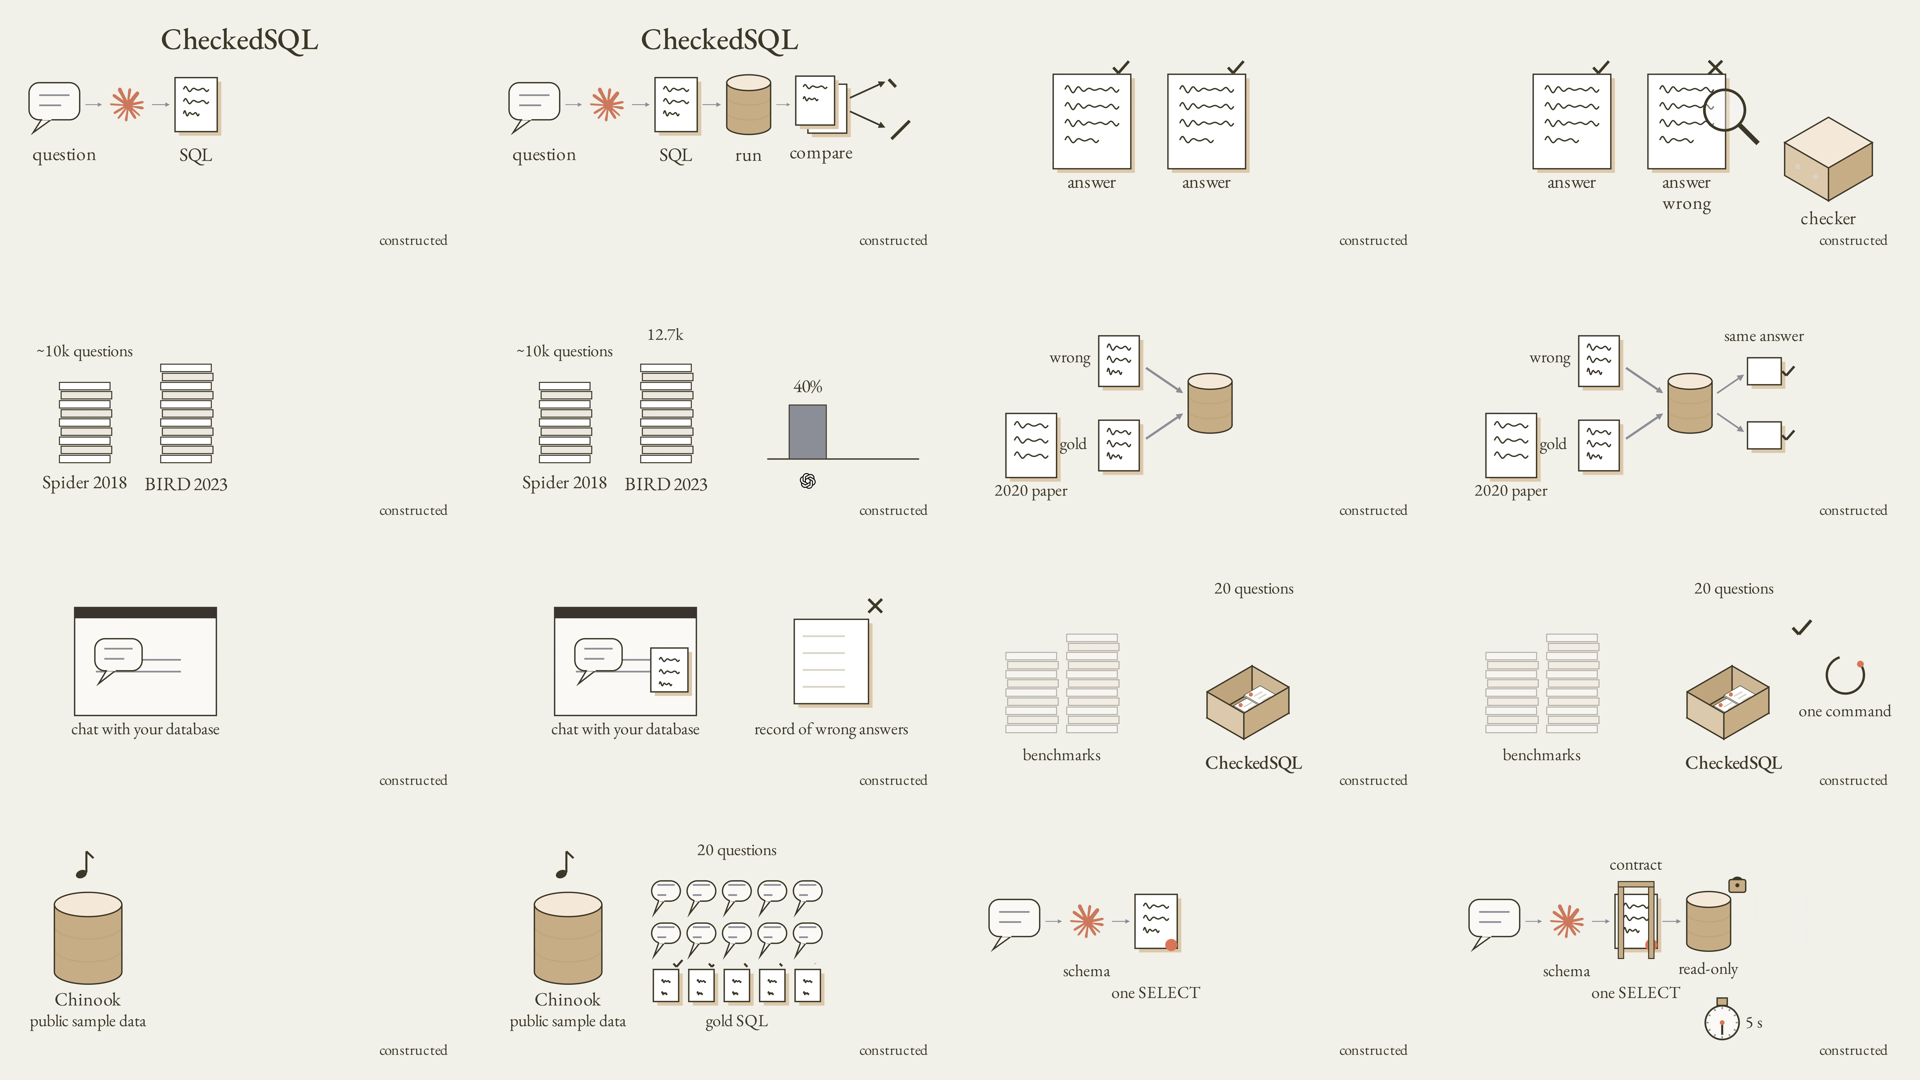 CheckedSQL
question
SQL
constructed
CheckedSQL
question
SQL
run
compare
constructed
answer
answer
constructed
answer
answer
wrong
checker
constructed
~10k questions
Spider 2018
BIRD 2023
constructed
~10k questions
12.7k
40%
Spider 2018
BIRD 2023
constructed
wrong
gold
2020 paper
constructed
same answer
wrong
gold
2020 paper
constructed
chat with your database
constructed
chat with your database
record of wrong answers
constructed
20 questions
benchmarks
CheckedSQL
constructed
20 questions
one command
benchmarks
CheckedSQL
constructed
Chinook
public sample data
constructed
20 questions
Chinook
public sample data
gold SQL
constructed
schema
one SELECT
constructed
contract
schema
read-only
one SELECT
5 s
constructed